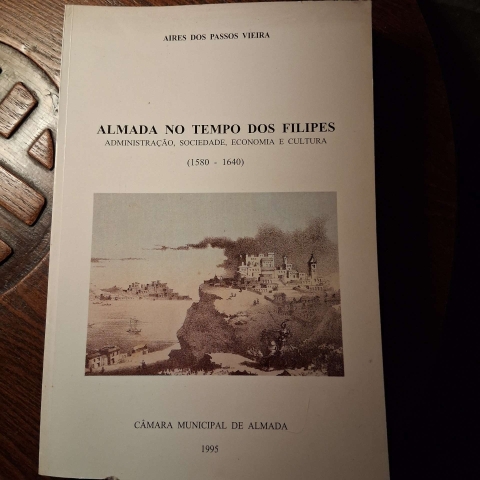 AIRES DOS PASSOS VIEIRA
ALMADA NO TEMPO DOS FILIPES
ADMINISTRAÇÃO, SOCIEDADE, ECONOMIA E CULTURA
(1580 - 1640)
CÂMARA MUNICIPAL DE ALMADA
1995